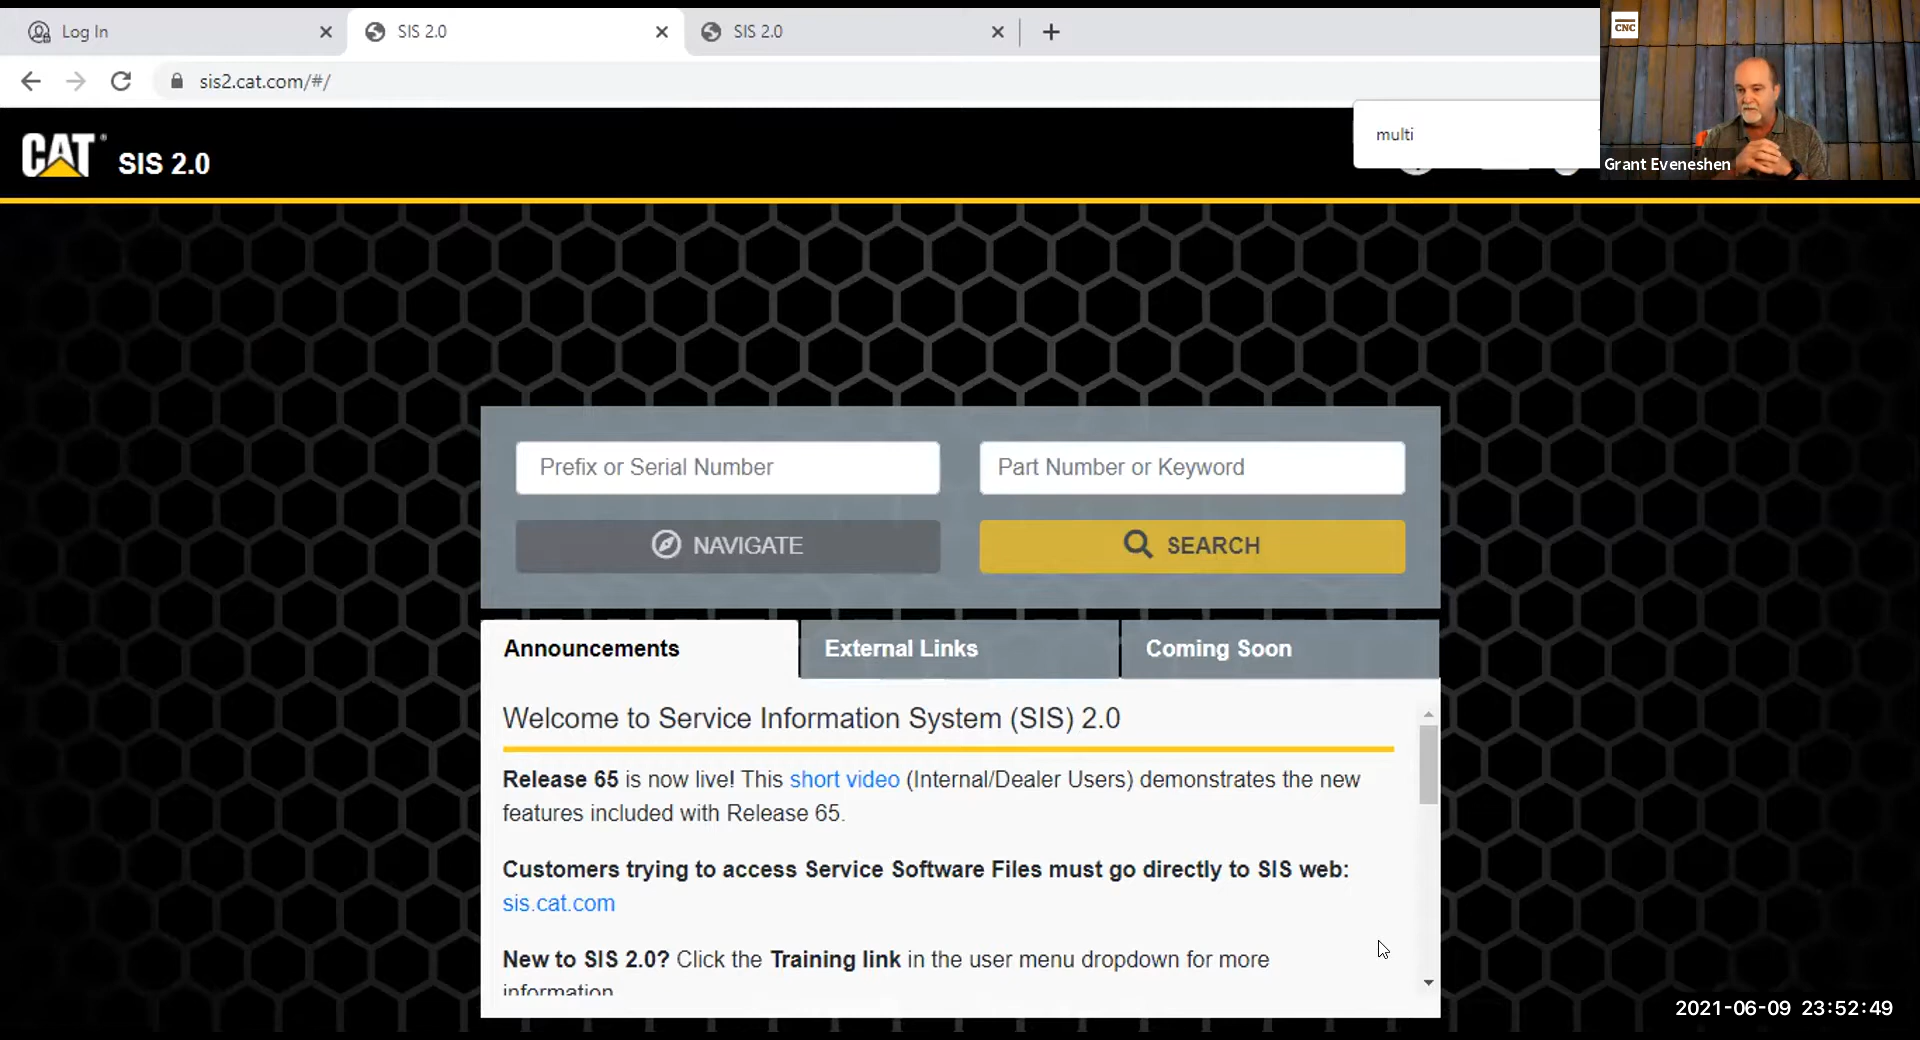 Log In
SIS 2.0
SIS 2.0
sis2.cat.com/#/
CNC
multi
CAT
SIS 2.0
Grant Eveneshen
Prefix or Serial Number
Part Number or Keyword
NAVIGATE
SEARCH
Announcements
External Links
Coming Soon
Welcome to Service Information System (SIS) 2.0
Release 65 is now live! This short video (Internal/Dealer Users) demonstrates the new
features included with Release 65.
Customers trying to access Service Software Files must go directly to SIS web:
sis.cat.com
New to SIS 2.0? Click the Training link in the user menu dropdown for more
information.
2021-06-09 23:52:49